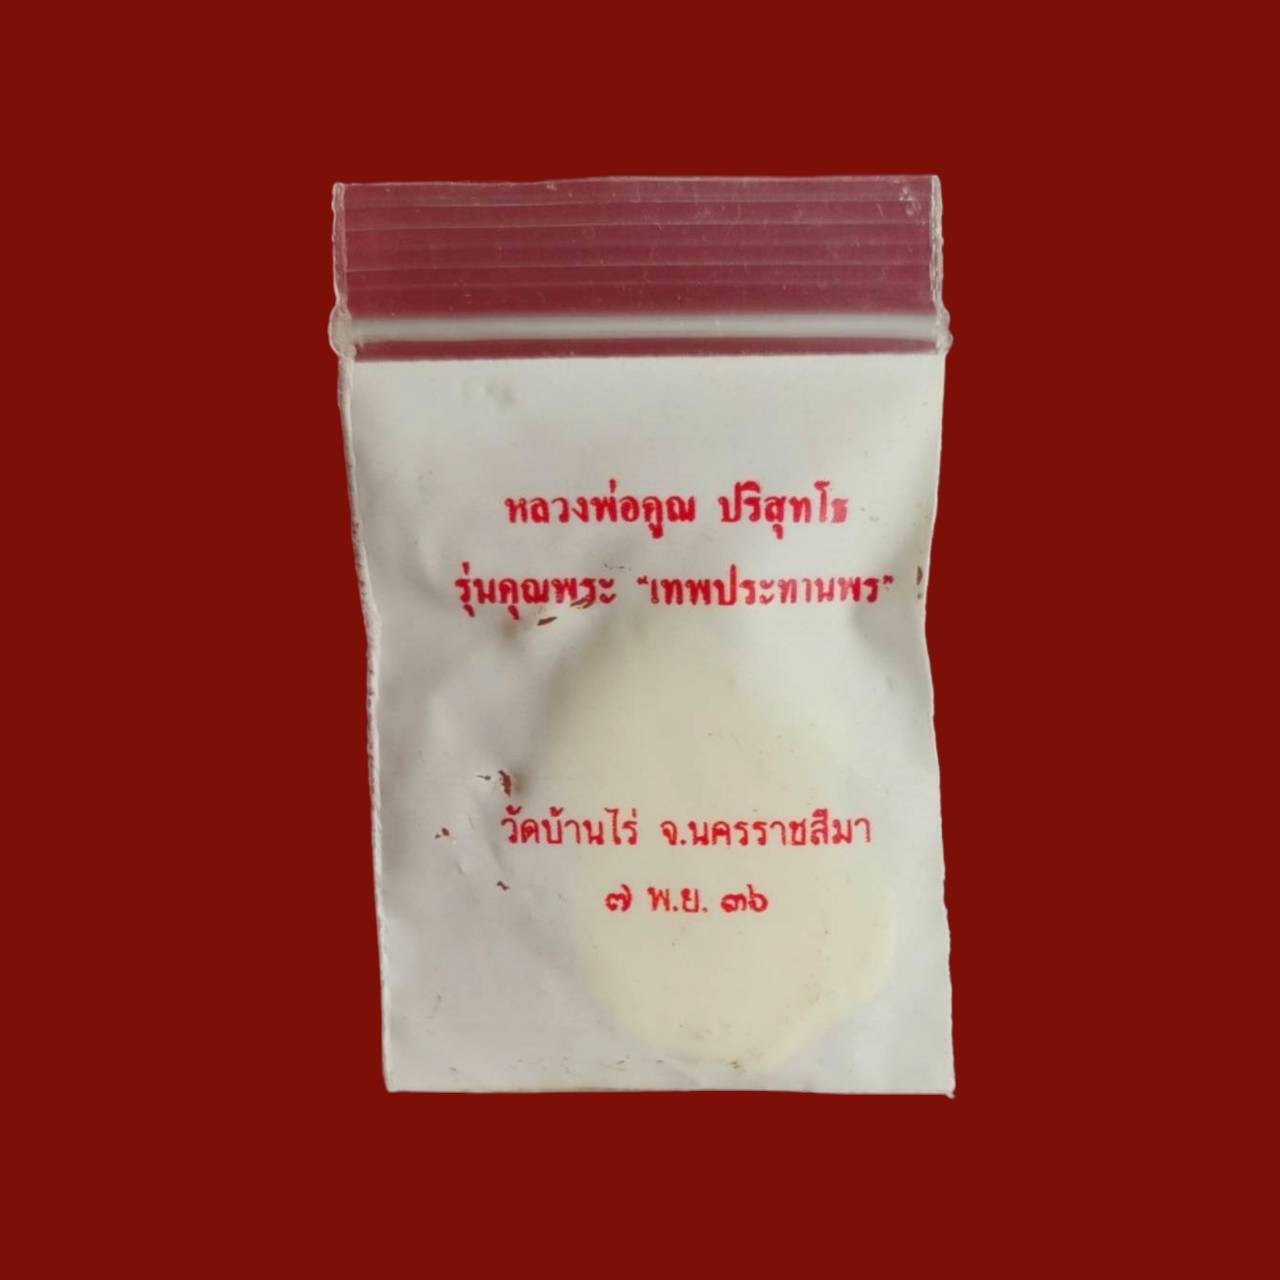 หลวงพ่อคูณ ปริสุทโธ
รุ่นคุณพระ "เทพประทานพร"
วัดบ้านไร่ จ.นครราชสีมา
๗ พ.ย. ๓๖